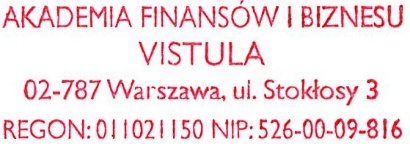 AKADEMIA FINANSÓW I BIZNESU
VISTULA
02-787 Warszawa, ul. Stokłosy 3
REGON: 011021150 NIP: 526-00-09-816